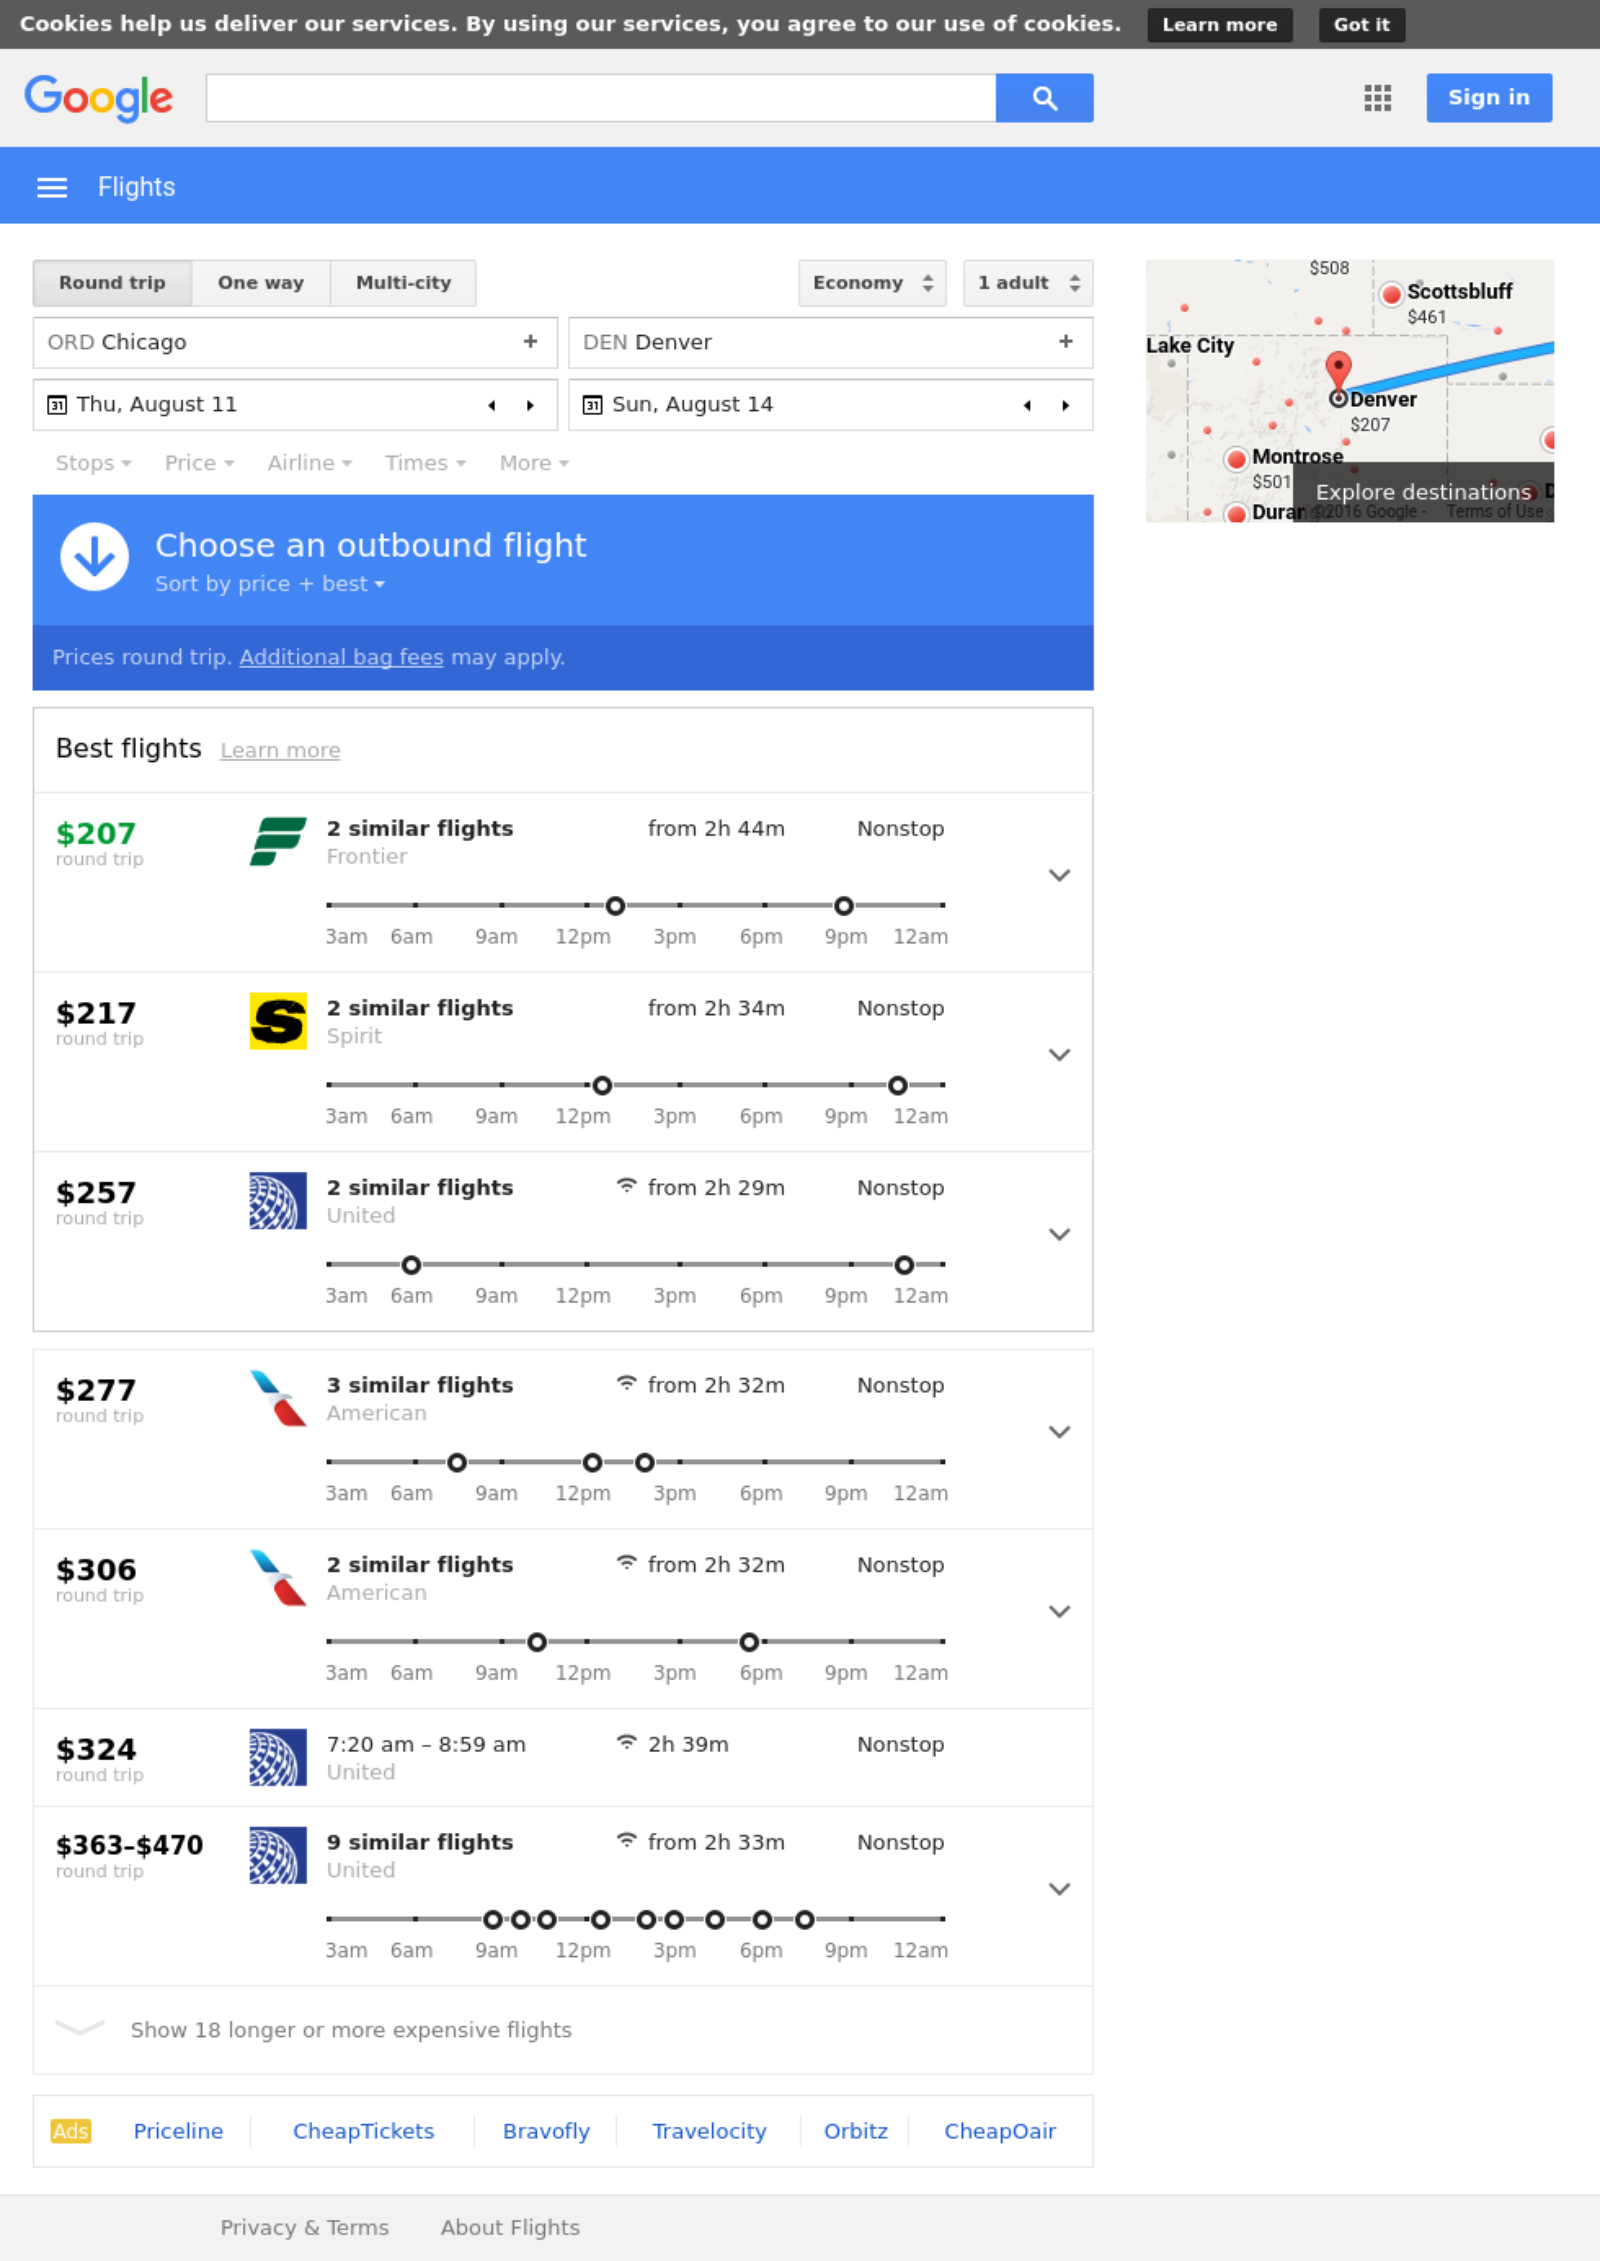 Cookies help us deliver our services. By using our services, you agree to our use of cookies. Learn more Got it
Google Sign in
Flights
Round trip One way Multi-city Economy 1 adult
ORD Chicago + DEN Denver +
31 Thu, August 11 31 Sun, August 14
Stops Price Airline Times More
$508
Scottsbluff
$461
Lake City
Denver
$207
Montrose
$501
Explore destinations
©2016 Google - Terms of Use
Choose an outbound flight
Sort by price + best
Prices round trip. Additional bag fees may apply.
Best flights Learn more
$207 2 similar flights from 2h 44m Nonstop
round trip Frontier
3am 6am 9am 12pm 3pm 6pm 9pm 12am
$217 2 similar flights from 2h 34m Nonstop
round trip Spirit
3am 6am 9am 12pm 3pm 6pm 9pm 12am
$257 2 similar flights from 2h 29m Nonstop
round trip United
3am 6am 9am 12pm 3pm 6pm 9pm 12am
$277 3 similar flights from 2h 32m Nonstop
round trip American
3am 6am 9am 12pm 3pm 6pm 9pm 12am
$306 2 similar flights from 2h 32m Nonstop
round trip American
3am 6am 9am 12pm 3pm 6pm 9pm 12am
$324 7:20 am – 8:59 am 2h 39m Nonstop
round trip United
$363–$470 9 similar flights from 2h 33m Nonstop
round trip United
3am 6am 9am 12pm 3pm 6pm 9pm 12am
Show 18 longer or more expensive flights
Ads Priceline CheapTickets Bravofly Travelocity Orbitz CheapOair
Privacy & Terms About Flights